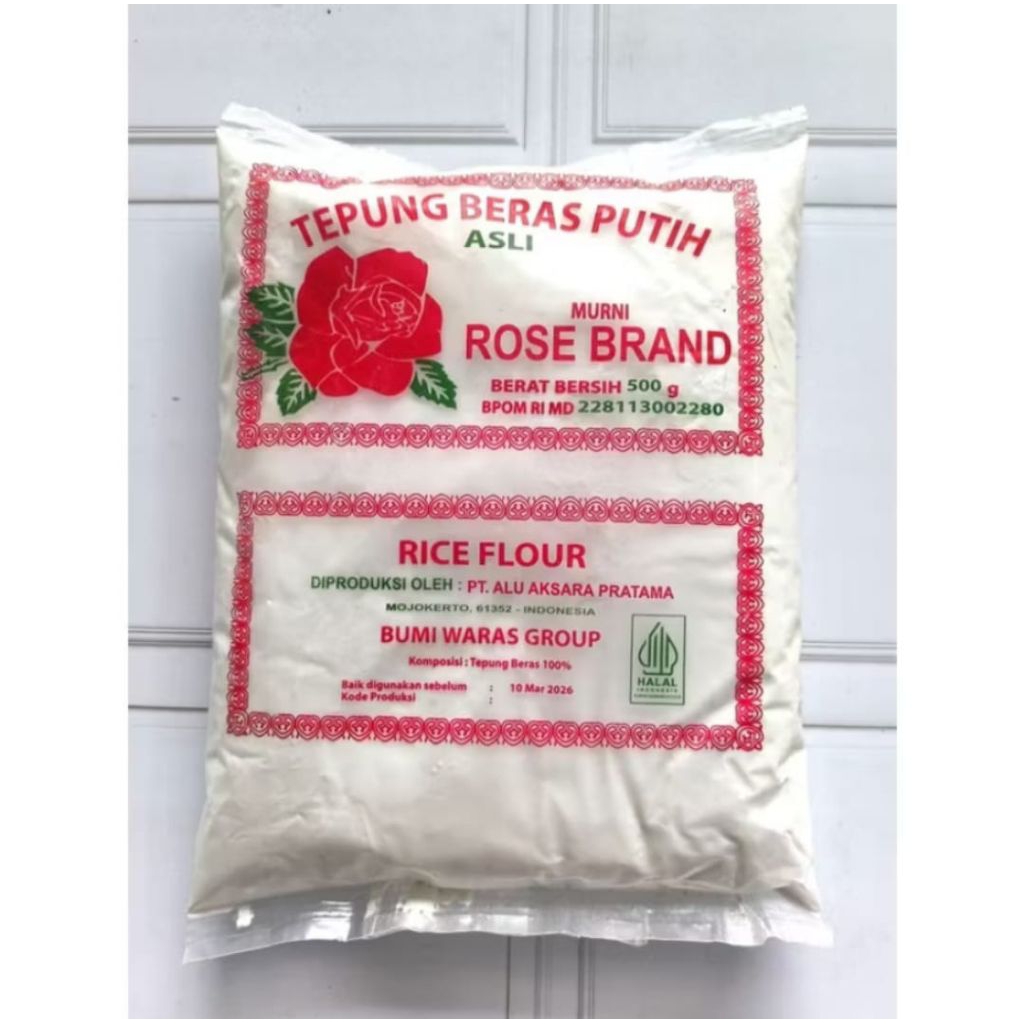 TEPUNG BERAS PUTIH
ASLI
MURNI
ROSE BRAND
BERAT BERSIH 500 g
BPOM RI MD 228113002280
RICE FLOUR
DIPRODUKSI OLEH : PT. ALU AKSARA PRATAMA
MOJOKERTO, 61352 - INDONESIA
BUMI WARAS GROUP
Komposisi : Tepung Beras 100%
Baik digunakan sebelum : 10 Mar 2026
Kode Produksi :
HALAL
INDONESIA